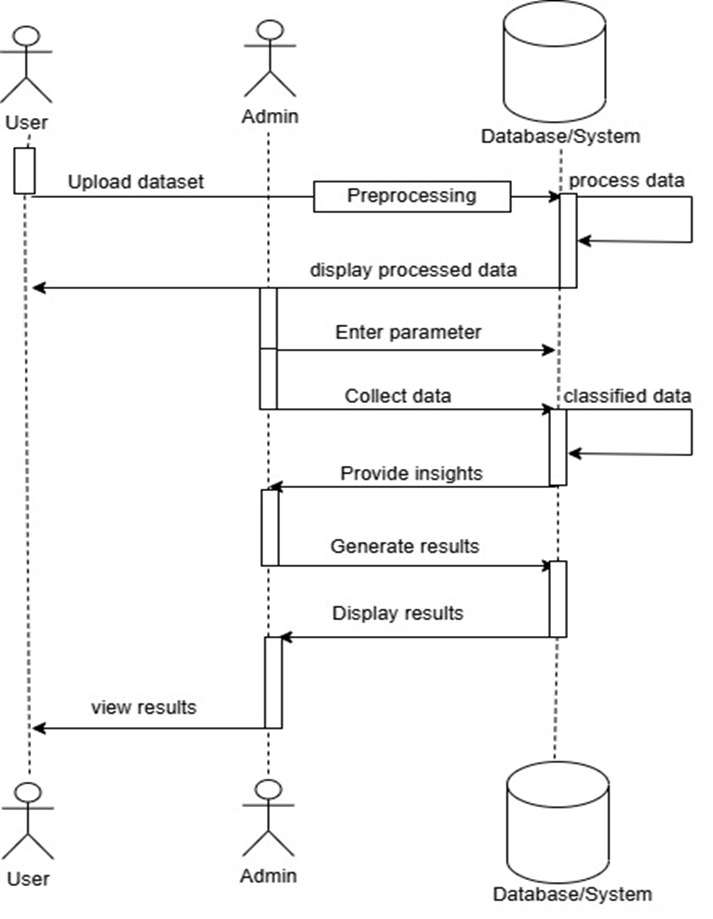 User
Admin
Database/System
Upload dataset
Preprocessing
process data
display processed data
Enter parameter
Collect data
classified data
Provide insights
Generate results
Display results
view results
User
Admin
Database/System